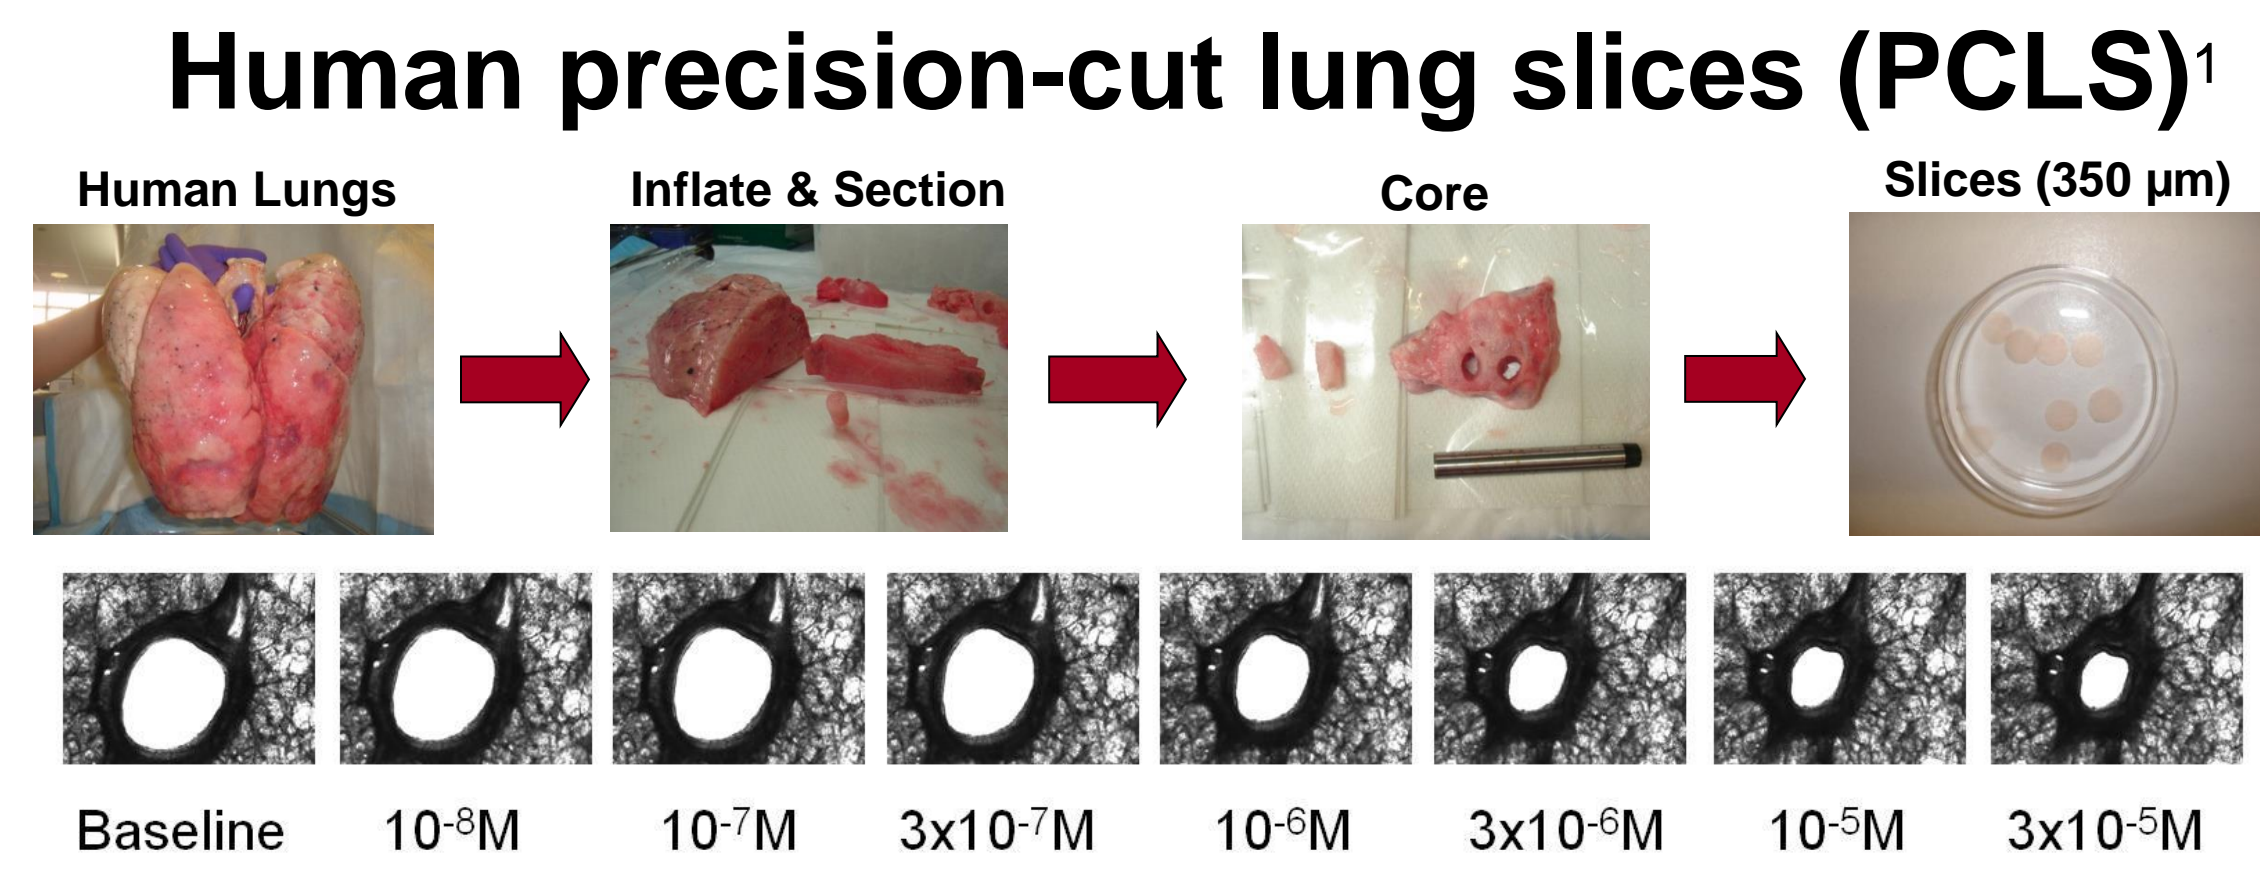 Human precision-cut lung slices (PCLS)¹
Human Lungs
Inflate & Section
Core
Slices (350 µm)
Baseline
10⁻⁸M
10⁻⁷M
3x10⁻⁷M
10⁻⁶M
3x10⁻⁶M
10⁻⁵M
3x10⁻⁵M